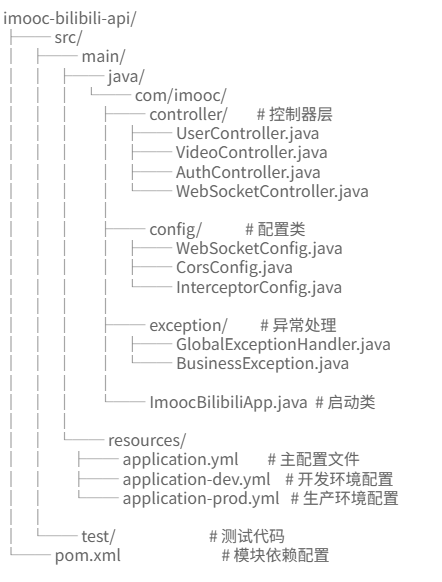 imooc-bilibili-api/
├── src/
│ ├── main/
│ │ ├── java/
│ │ │ └── com/imooc/
│ │ │ ├── controller/ # 控制器层
│ │ │ │ ├── UserController.java
│ │ │ │ ├── VideoController.java
│ │ │ │ ├── AuthController.java
│ │ │ │ └── WebSocketController.java
│ │ │ │
│ │ │ ├── config/ # 配置类
│ │ │ │ ├── WebSocketConfig.java
│ │ │ │ ├── CorsConfig.java
│ │ │ │ └── InterceptorConfig.java
│ │ │ │
│ │ │ ├── exception/ # 异常处理
│ │ │ │ ├── GlobalExceptionHandler.java
│ │ │ │ └── BusinessException.java
│ │ │ │
│ │ │ └── ImoocBilibiliApp.java # 启动类
│ │ │
│ │ └── resources/
│ │ ├── application.yml # 主配置文件
│ │ ├── application-dev.yml # 开发环境配置
│ │ └── application-prod.yml # 生产环境配置
│ │
│ └── test/ # 测试代码
└── pom.xml # 模块依赖配置